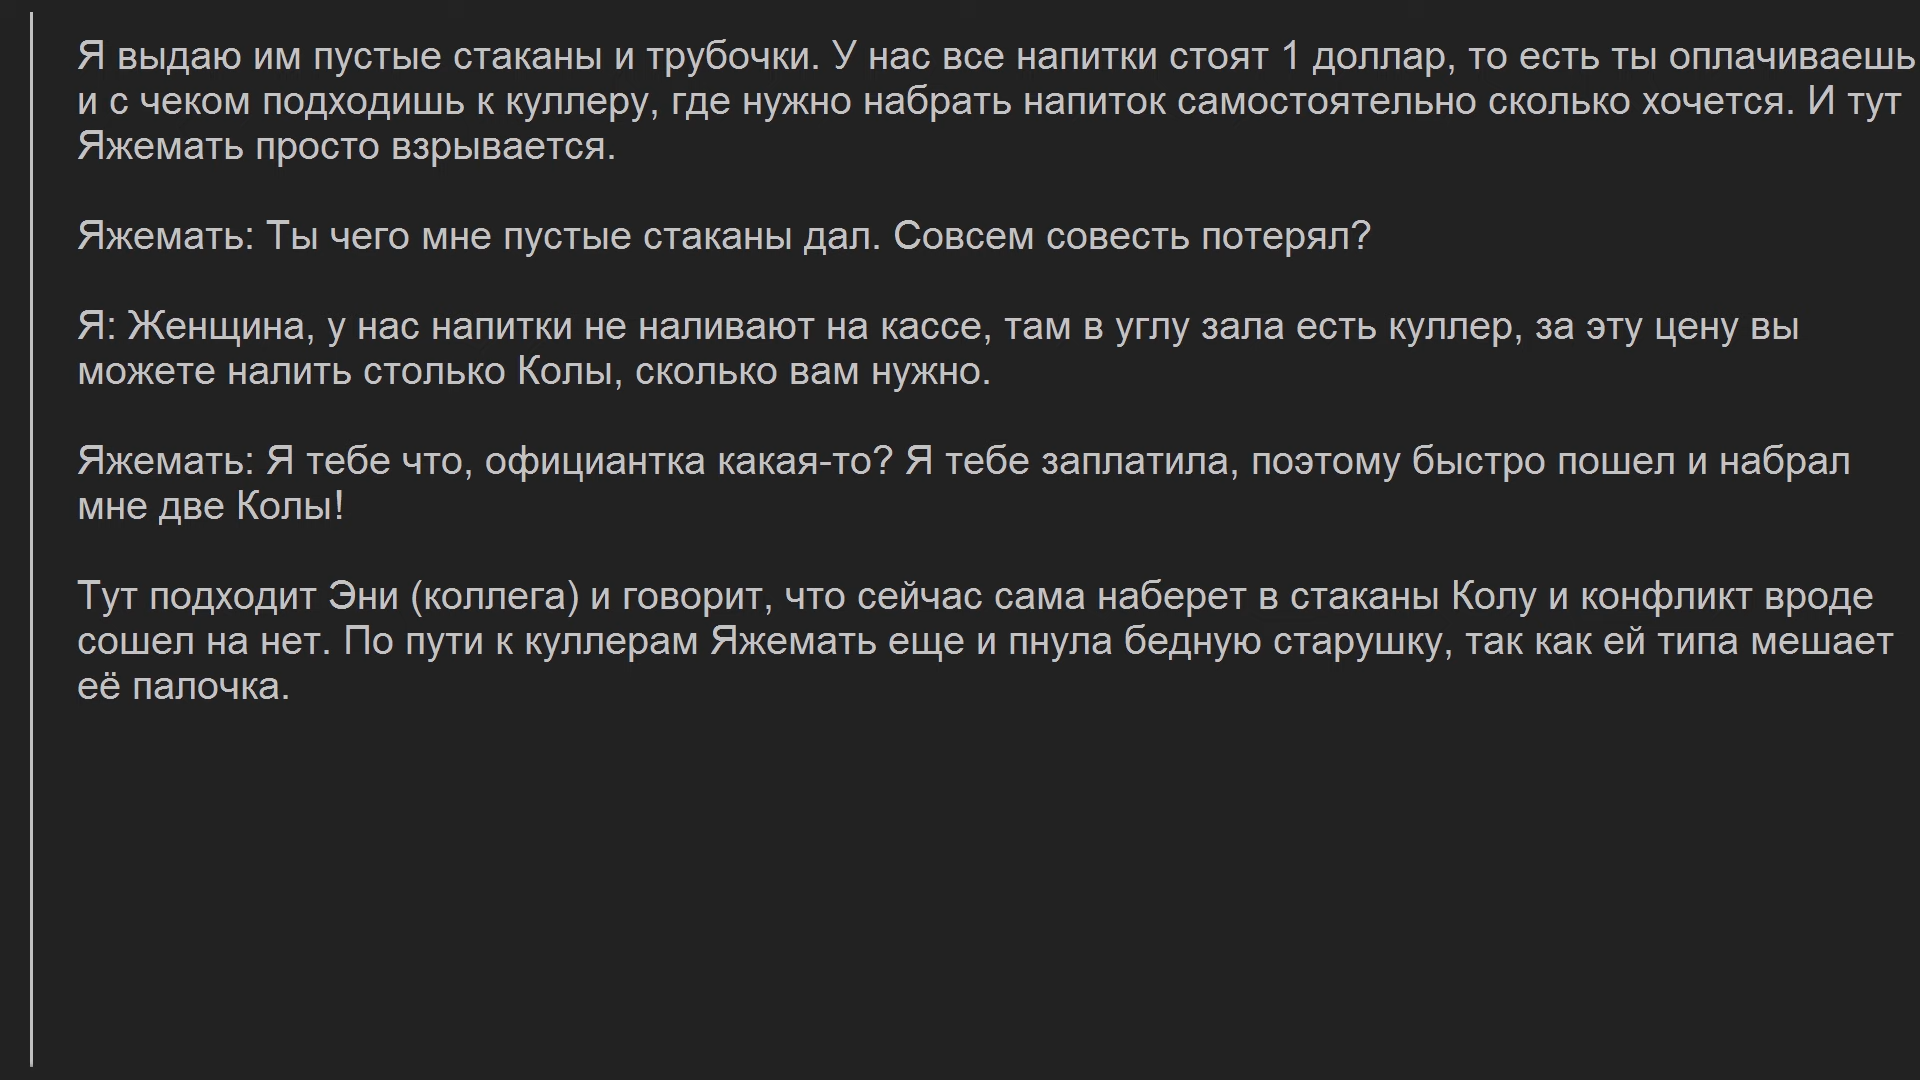 Я выдаю им пустые стаканы и трубочки. У нас все напитки стоят 1 доллар, то есть ты оплачиваешь
и с чеком подходишь к куллеру, где нужно набрать напиток самостоятельно сколько хочется. И тут
Яжемать просто взрывается.
Яжемать: Ты чего мне пустые стаканы дал. Совсем совесть потерял?
Я: Женщина, у нас напитки не наливают на кассе, там в углу зала есть куллер, за эту цену вы
можете налить столько Колы, сколько вам нужно.
Яжемать: Я тебе что, официантка какая-то? Я тебе заплатила, поэтому быстро пошел и набрал
мне две Колы!
Тут подходит Эни (коллега) и говорит, что сейчас сама наберет в стаканы Колу и конфликт вроде
сошел на нет. По пути к куллерам Яжемать еще и пнула бедную старушку, так как ей типа мешает
её палочка.